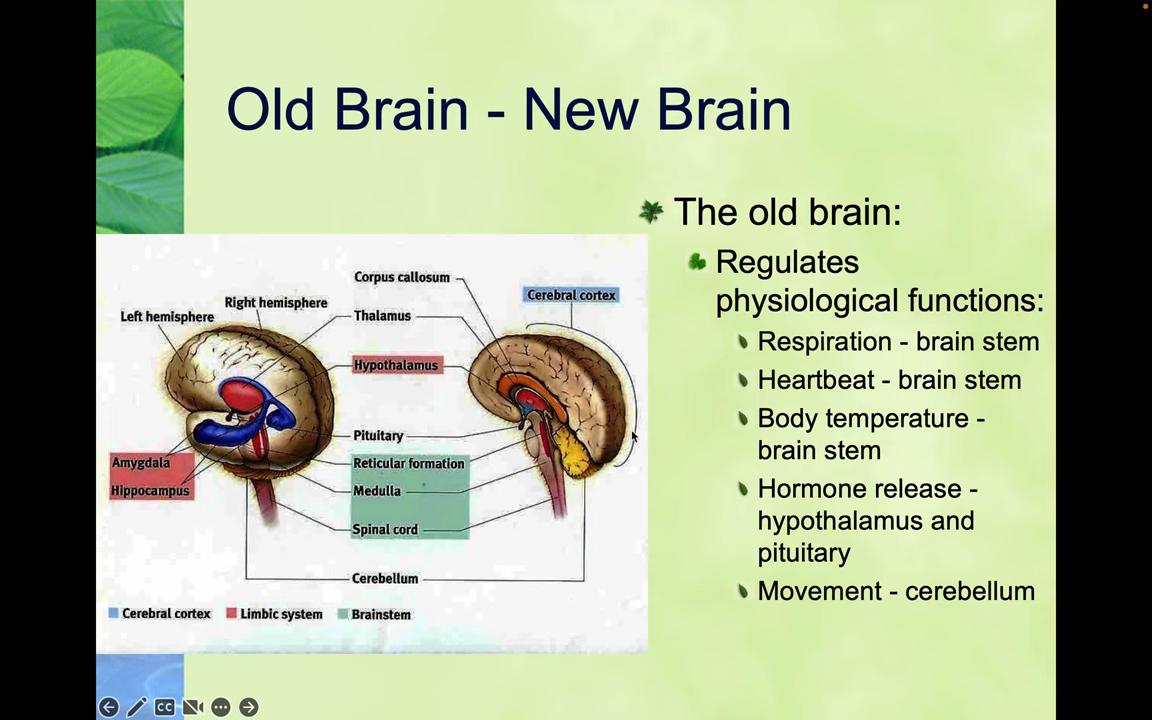 Old Brain - New Brain
The old brain:
Regulates
physiological functions:
Respiration - brain stem
Heartbeat - brain stem
Body temperature -
brain stem
Hormone release -
hypothalamus and
pituitary
Movement - cerebellum
Corpus callosum
Cerebral cortex
Right hemisphere
Left hemisphere
Thalamus
Hypothalamus
Pituitary
Amygdala
Reticular formation
Hippocampus
Medulla
Spinal cord
Cerebellum
Cerebral cortex Limbic system Brainstem
CC